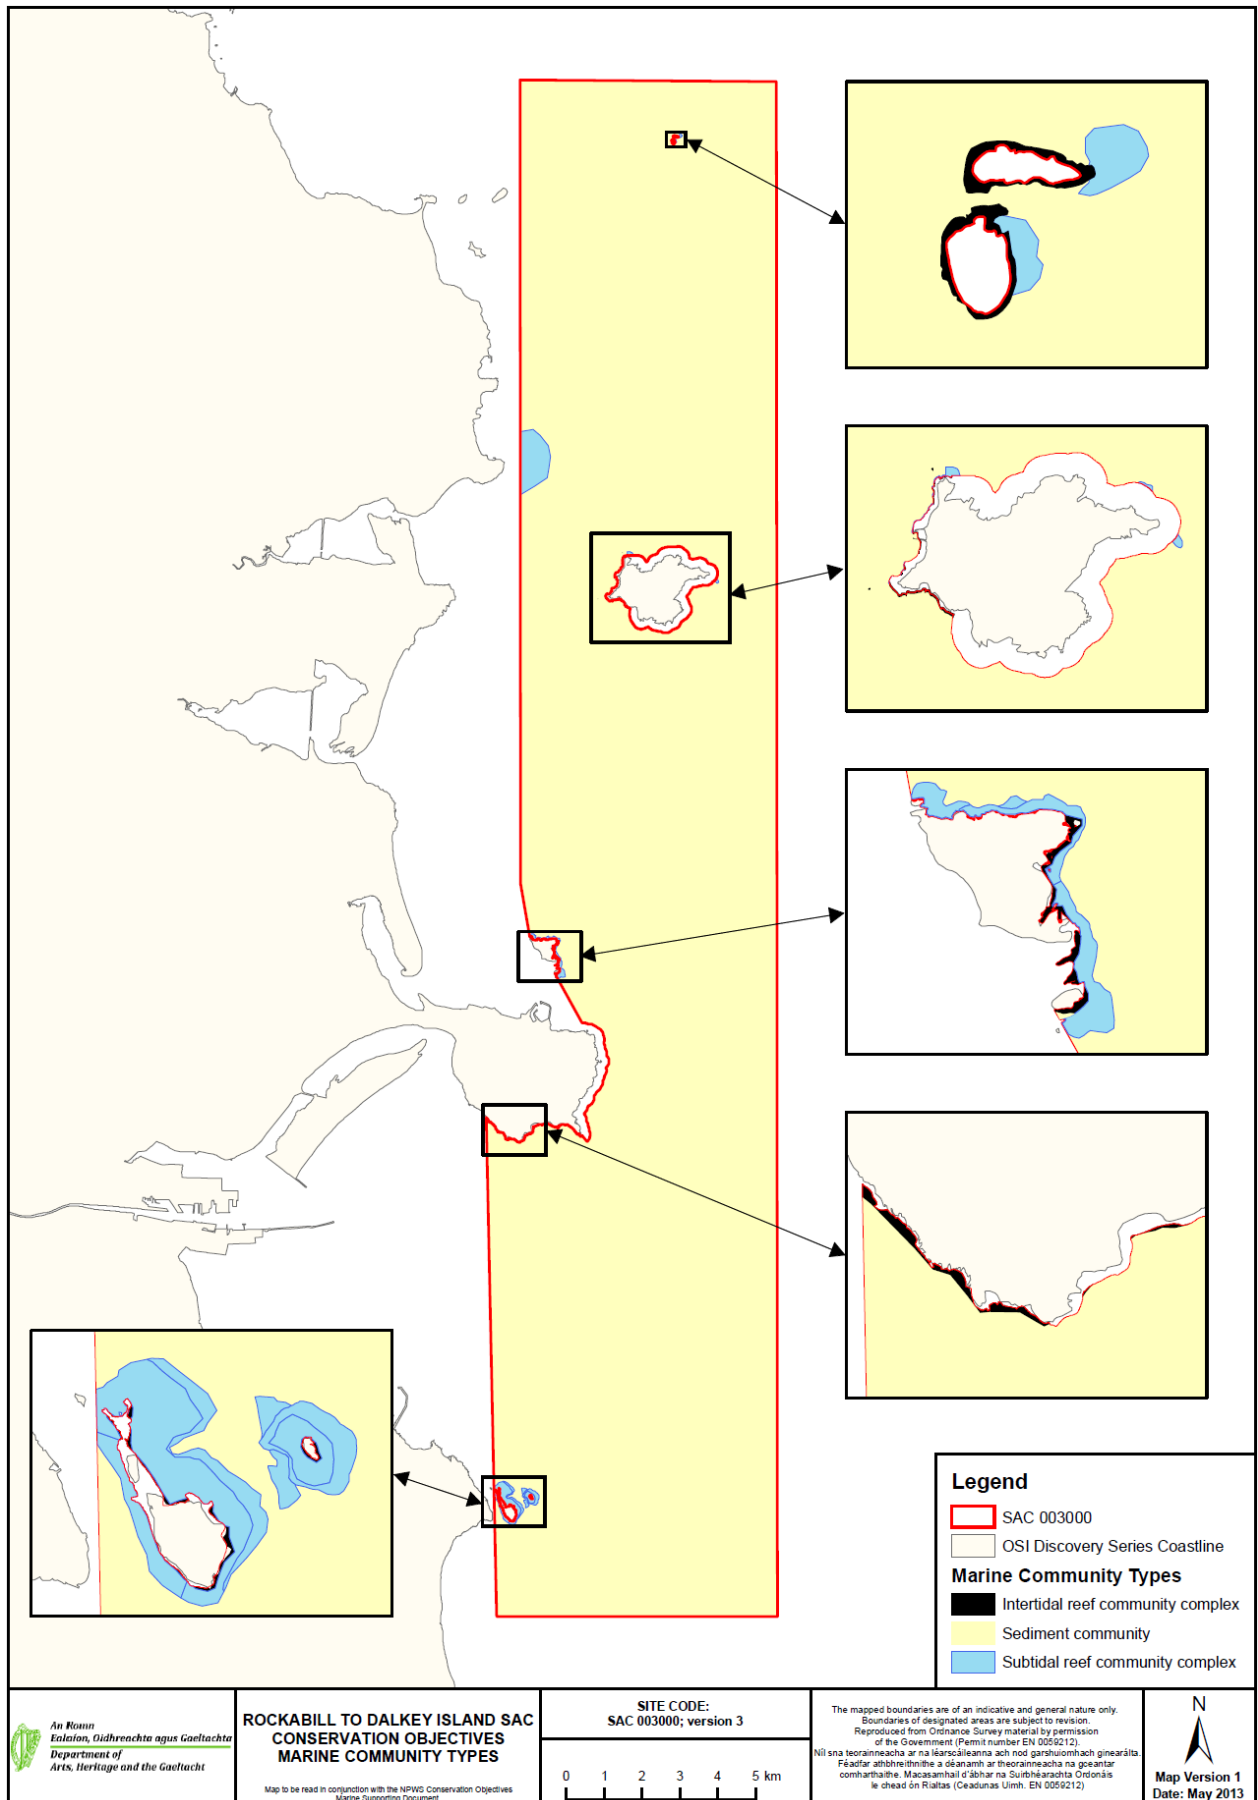 Legend
SAC 003000
OSI Discovery Series Coastline
Marine Community Types
Intertidal reef community complex
Sediment community
Subtidal reef community complex
An Roinn
Ealaíon, Oidhreachta agus Gaeltachta
Department of
Arts, Heritage and the Gaeltacht
ROCKABILL TO DALKEY ISLAND SAC
CONSERVATION OBJECTIVES
MARINE COMMUNITY TYPES
Map to be read in conjunction with the NPWS Conservation Objectives
Marine Supporting Document
SITE CODE:
SAC 003000; version 3
0 1 2 3 4 5 km
The mapped boundaries are of an indicative and general nature only.
Boundaries of designated areas are subject to revision.
Reproduced from Ordnance Survey material by permission
of the Government (Permit number EN 0059212).
Níl sna teorainneacha ar na léarscáileanna ach nod garshuiomhach ginearálta.
Féadfar athbhreithnithe a déanamh ar theorainneacha na gceantar
comharthaithe. Macasamhail d'ábhar na Suirbhéarachta Ordonáis
le chead ón Rialtas (Ceadunas Uimh. EN 0059212)
N
Map Version 1
Date: May 2013